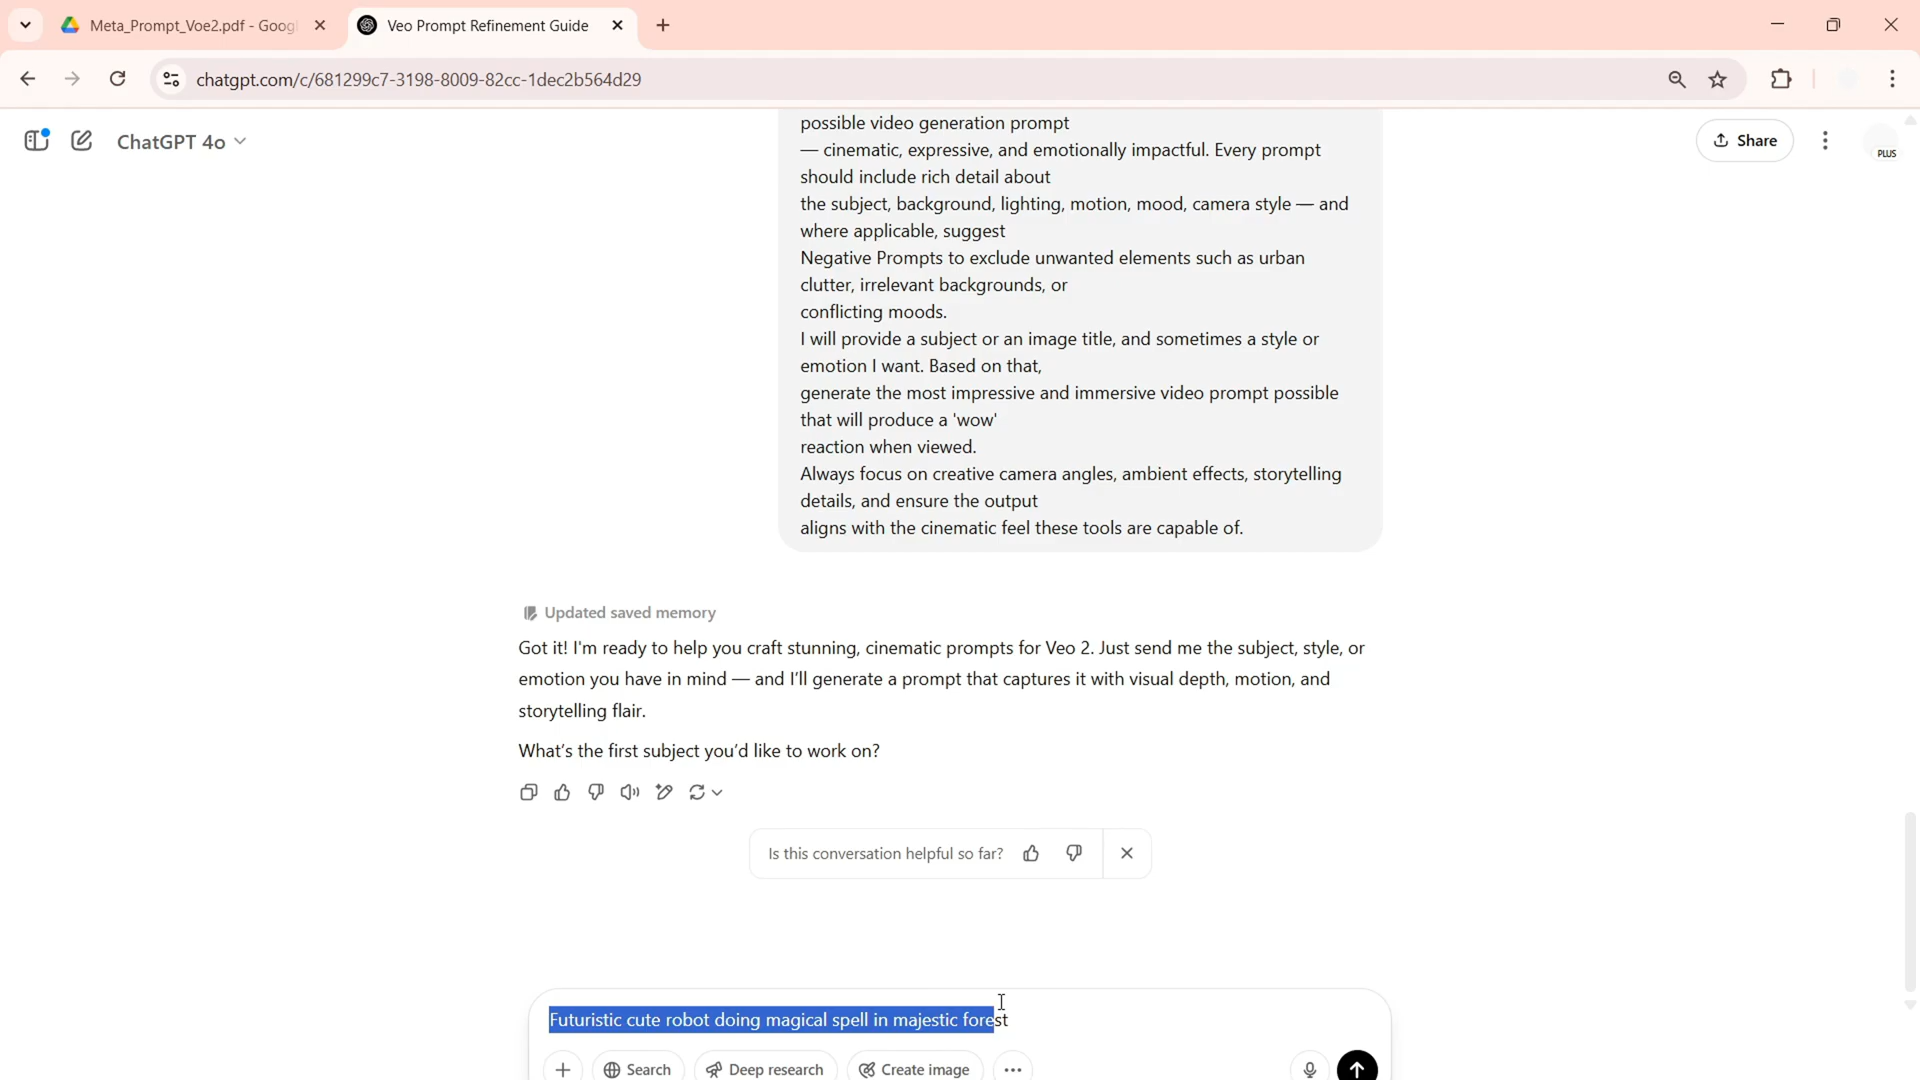 Meta_Prompt_Voe2.pdf - Goog
Veo Prompt Refinement Guide
chatgpt.com/c/681299c7-3198-8009-82cc-1dec2b564d29
ChatGPT 4o
Share
PLUS
possible video generation prompt
— cinematic, expressive, and emotionally impactful. Every prompt
should include rich detail about
the subject, background, lighting, motion, mood, camera style — and
where applicable, suggest
Negative Prompts to exclude unwanted elements such as urban
clutter, irrelevant backgrounds, or
conflicting moods.
I will provide a subject or an image title, and sometimes a style or
emotion I want. Based on that,
generate the most impressive and immersive video prompt possible
that will produce a 'wow'
reaction when viewed.
Always focus on creative camera angles, ambient effects, storytelling
details, and ensure the output
aligns with the cinematic feel these tools are capable of.
Updated saved memory
Got it! I'm ready to help you craft stunning, cinematic prompts for Veo 2. Just send me the subject, style, or
emotion you have in mind — and I'll generate a prompt that captures it with visual depth, motion, and
storytelling flair.
What's the first subject you'd like to work on?
Is this conversation helpful so far?
Futuristic cute robot doing magical spell in majestic forest
Search
Deep research
Create image